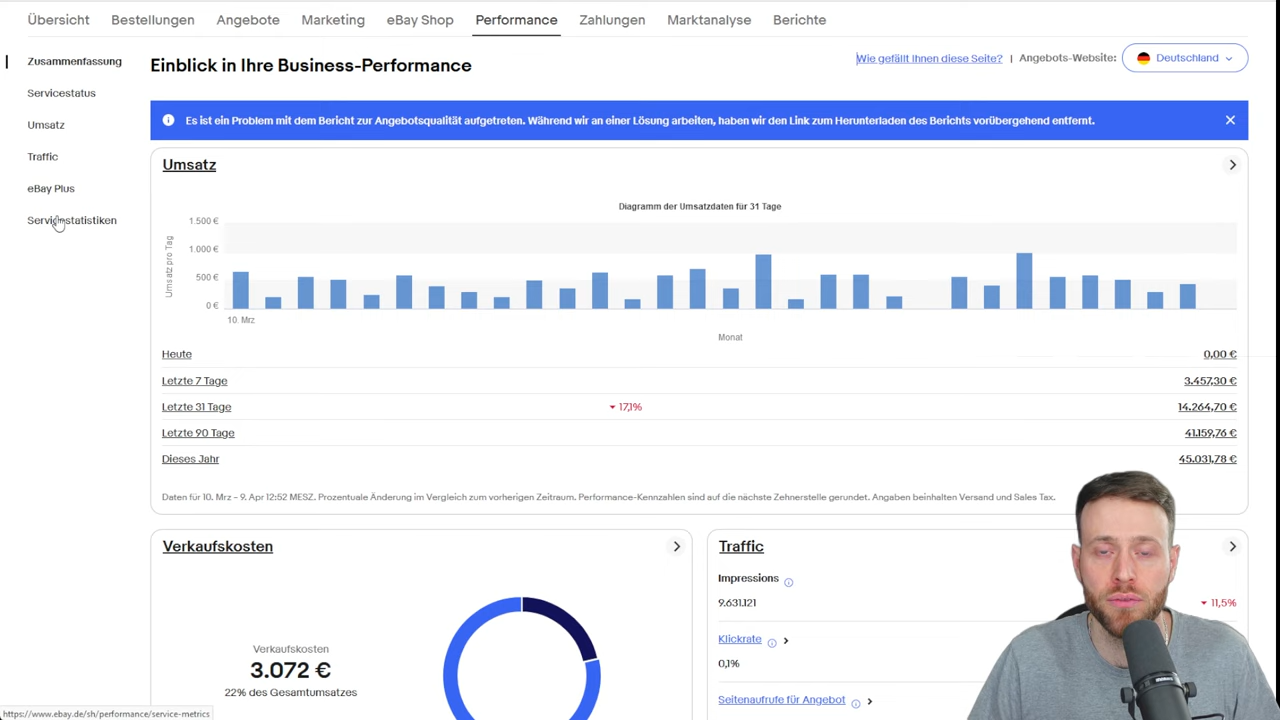 Übersicht Bestellungen Angebote Marketing eBay Shop Performance Zahlungen Marktanalyse Berichte
Zusammenfassung
Servicestatus
Umsatz
Traffic
eBay Plus
Servicestatistiken
Einblick in Ihre Business-Performance
Wie gefällt Ihnen diese Seite? | Angebots-Website: Deutschland
Es ist ein Problem mit dem Bericht zur Angebotsqualität aufgetreten. Während wir an einer Lösung arbeiten, haben wir den Link zum Herunterladen des Berichts vorübergehend entfernt.
Umsatz
Diagramm der Umsatzdaten für 31 Tage
Umsatz pro Tag
1.500 €
1.000 €
500 €
0 €
10. Mrz
Monat
Heute 0,00 €
Letzte 7 Tage 3.457,30 €
Letzte 31 Tage 17,1% 14.264,70 €
Letzte 90 Tage 41.159,76 €
Dieses Jahr 45.031,78 €
Daten für 10. Mrz – 9. Apr 12:52 MESZ. Prozentuale Änderung im Vergleich zum vorherigen Zeitraum. Performance-Kennzahlen sind auf die nächste Zehnerstelle gerundet. Angaben beinhalten Versand und Sales Tax.
Verkaufskosten
Verkaufskosten
3.072 €
22% des Gesamtumsatzes
Traffic
Impressions
9.631.121 11,5%
Klickrate
0,1%
Seitenaufrufe für Angebot
https://www.ebay.de/sh/performance/service-metrics